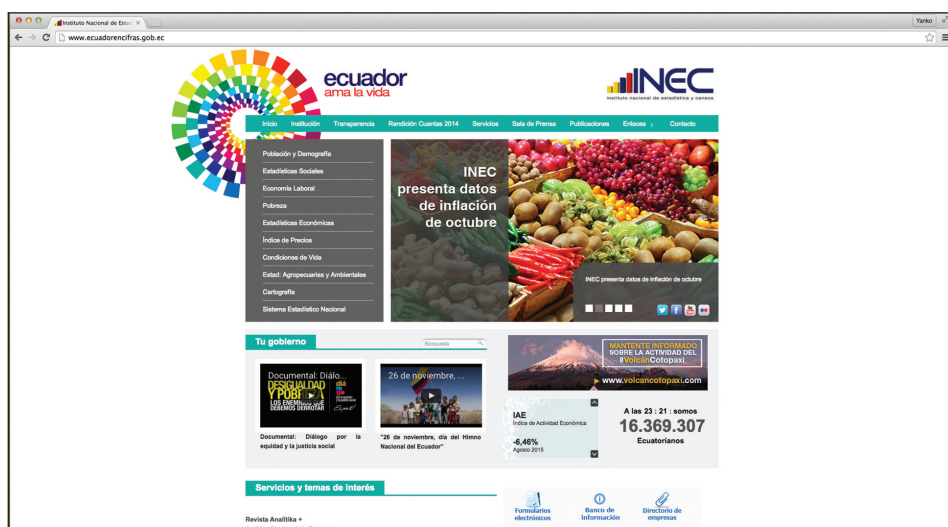 Instituto Nacional de Estad
Yanko
www.ecuadorencifras.gob.ec
ecuador
ama la vida
INEC
instituto nacional de estadística y censos
Inicio Institución Transparencia Rendición Cuentas 2014 Servicios Sala de Prensa Publicaciones Enlaces Contacto
Población y Demografía
Estadísticas Sociales
Economía Laboral
Pobreza
Estadísticas Económicas
Índice de Precios
Condiciones de Vida
Estad: Agropecuarias y Ambientales
Cartografía
Sistema Estadístico Nacional
INEC
presenta datos
de inflación
de octubre
INEC presenta datos de inflación de octubre
Tu gobierno
Búsqueda
Documental: Diálo...
DESIGUALDAD
Y POBREZA
LOS ENEMIGOS QUE
DEBEMOS DERROTAR
Documental: Diálogo por la
equidad y la justicia social
26 de noviembre, ...
"26 de noviembre, día del Himno
Nacional del Ecuador"
MANTENTE INFORMADO
SOBRE LA ACTIVIDAD DEL
#VolcánCotopaxi
www.volcancotopaxi.com
IAE
Índice de Actividad Económica
-6,46%
Agosto 2015
A las 23 : 21 : somos
16.369.307
Ecuatorianos
Servicios y temas de interés
Revista Analitika +
Formularios
electrónicos
Banco de
información
Directorio de
empresas